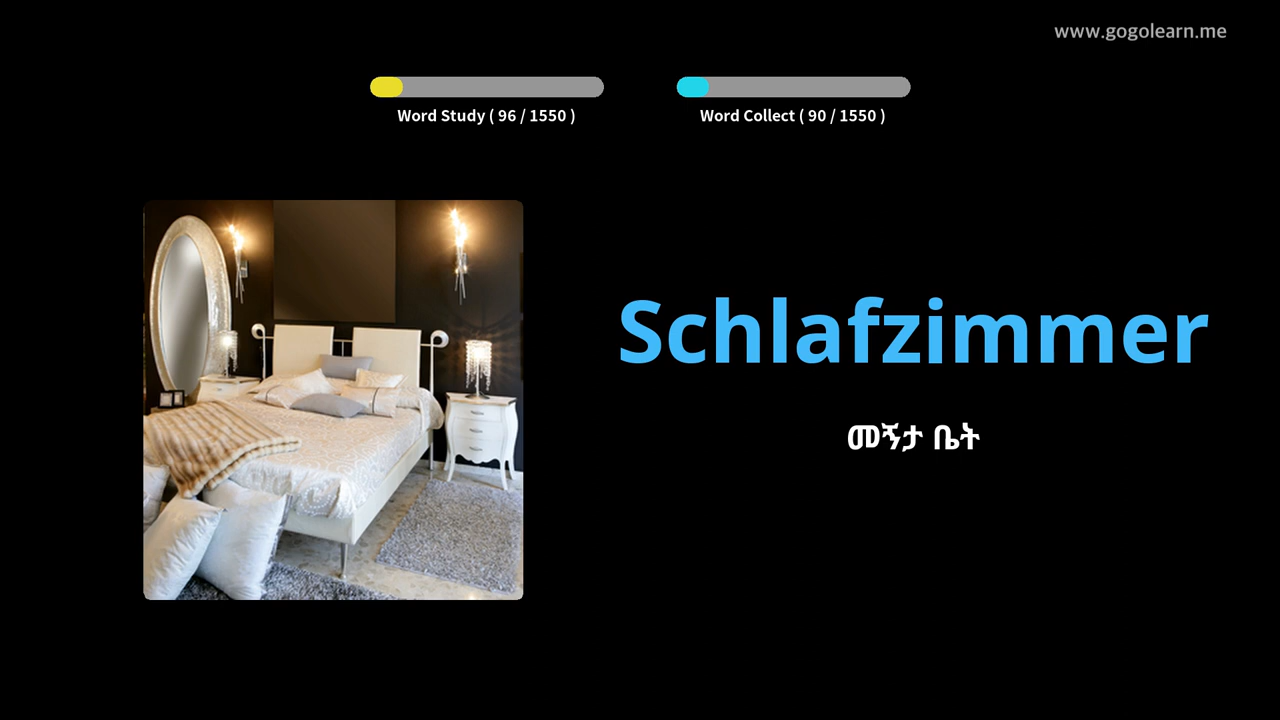 www.gogolearn.me
Word Study ( 96 / 1550 )
Word Collect ( 90 / 1550 )
Schlafzimmer
መኝታ ቤት